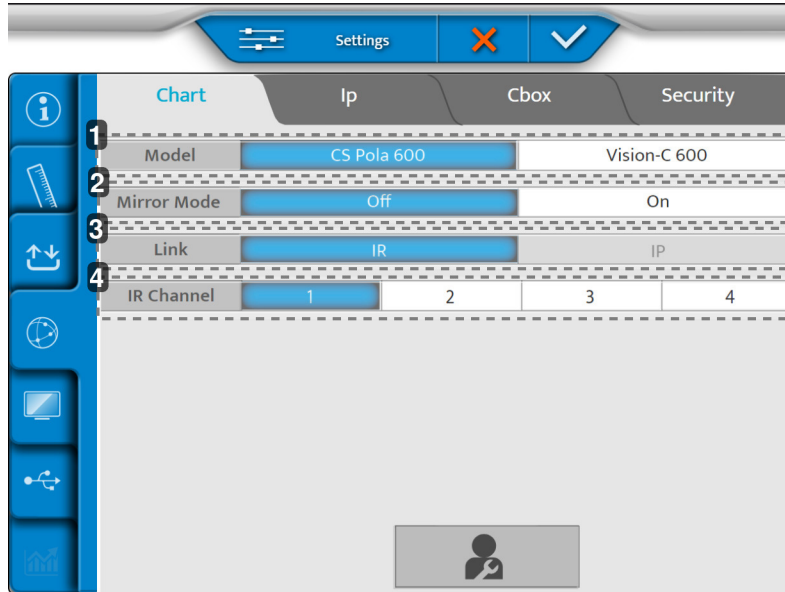 Settings
Chart Ip Cbox Security
1
Model CS Pola 600 Vision-C 600
2
Mirror Mode Off On
3
Link IR IP
4
IR Channel 1 2 3 4